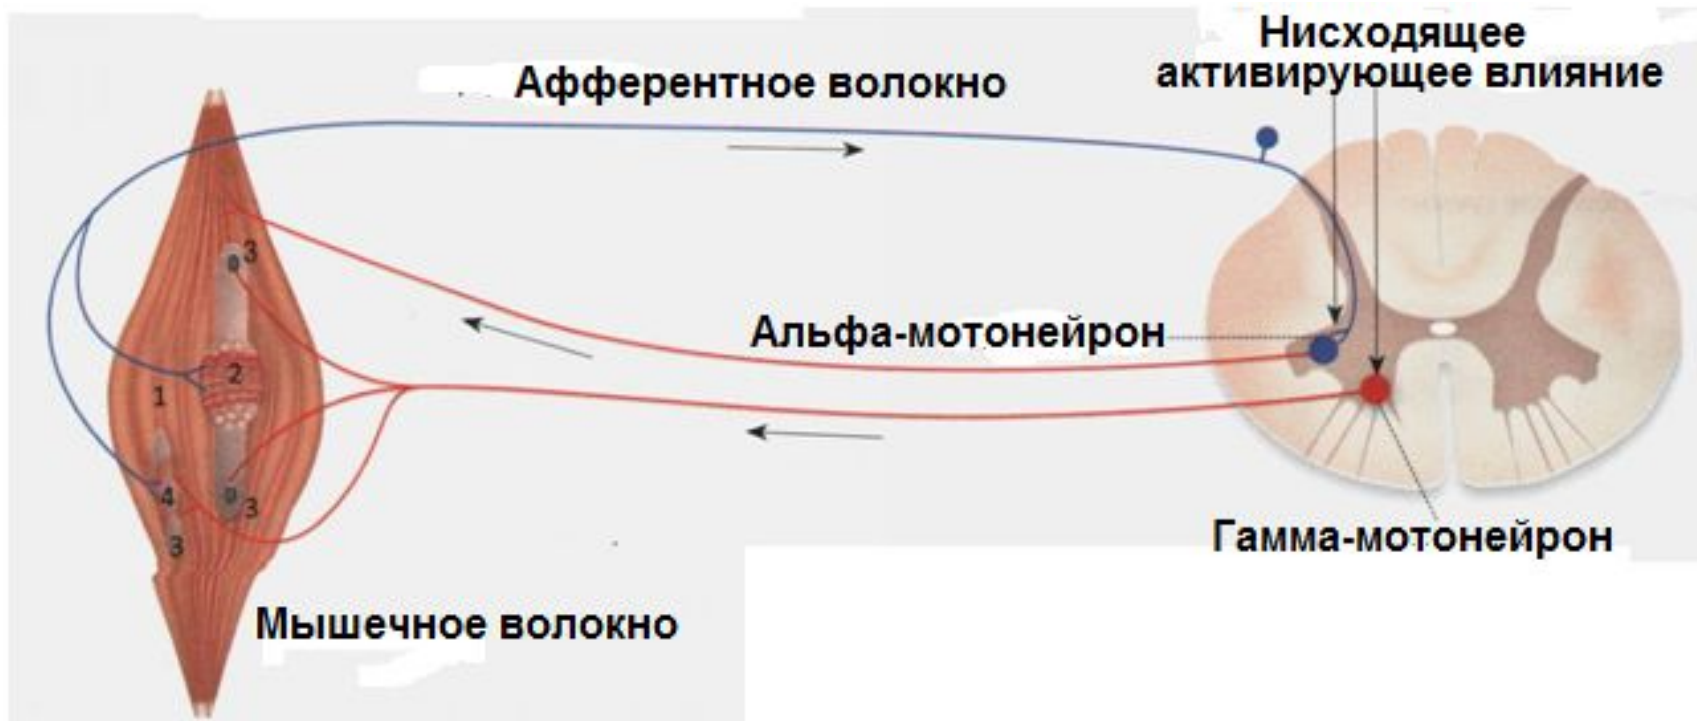 Нисходящее
активирующее влияние
Афферентное волокно
3
Альфа-мотонейрон
2
1
4
3
3
Гамма-мотонейрон
Мышечное волокно